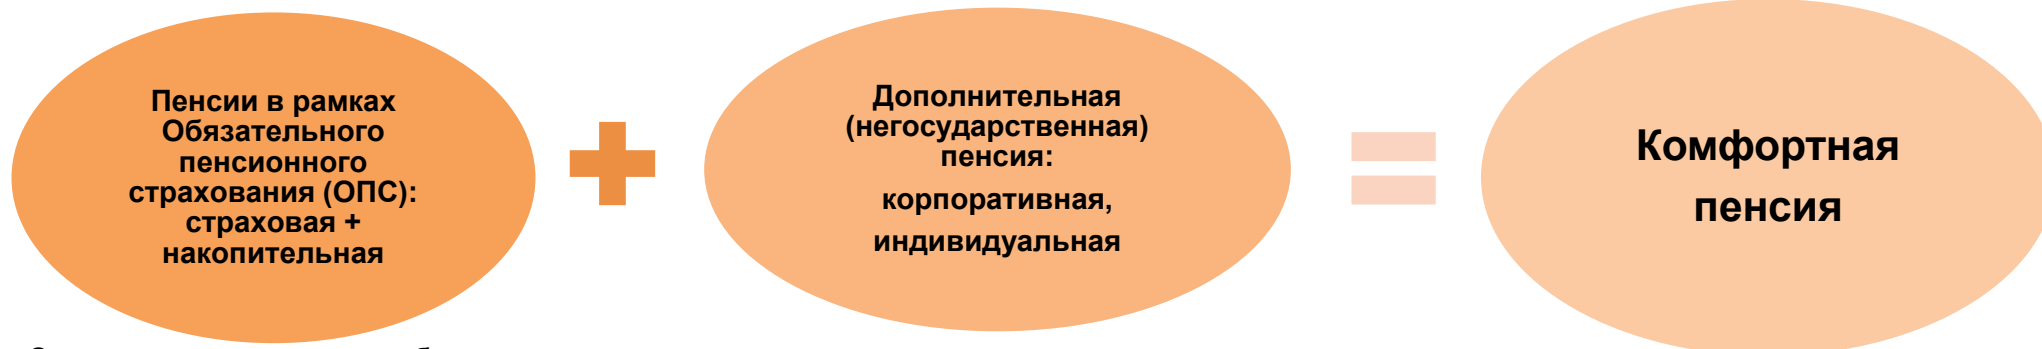 Пенсии в рамках
Обязательного
пенсионного
страхования (ОПС):
страховая +
накопительная
Дополнительная
(негосударственная)
пенсия:
корпоративная,
индивидуальная
Комфортная
пенсия